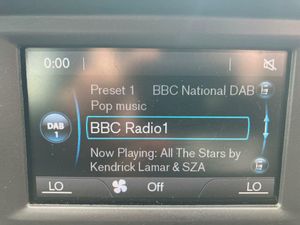 0:00
Preset 1 BBC National DAB
Pop music
DAB
1
BBC Radio1
Now Playing: All The Stars by
Kendrick Lamar & SZA
LO Off LO